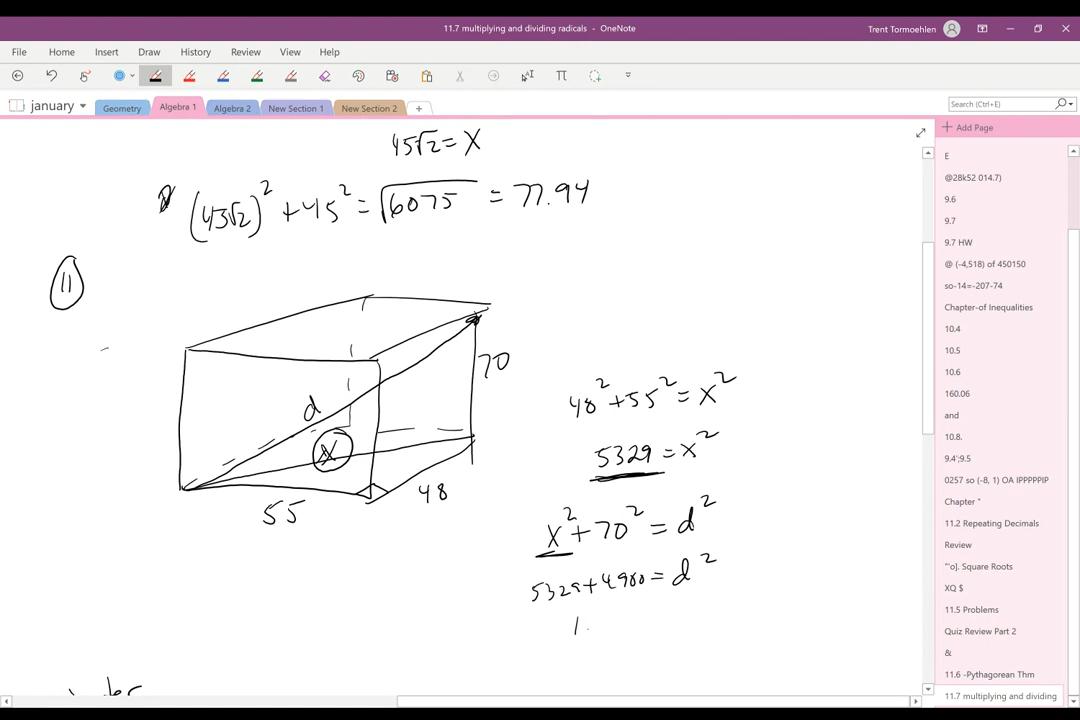 11.7 multiplying and dividing radicals - OneNote
Trent Tormoehlen
File Home Insert Draw History Review View Help
january Geometry Algebra 1 Algebra 2 New Section 1 New Section 2 +
Search (Ctrl+E)
Add Page
E
@28k52 014.7)
9.6
9.7
9.7 HW
@ (-4,518) of 450150
so-14=-207-74
Chapter-of Inequalities
10.4
10.5
10.6
160.06
and
10.8.
9.4';9.5
0257 so (-8, 1) OA IPPPPPIP
Chapter "
11.2 Repeating Decimals
Review
'"o]. Square Roots
XQ $
11.5 Problems
Quiz Review Part 2
&
11.6 -Pythagorean Thm
11.7 multiplying and dividing
45√2 = X
(45√2)² + 45² = √6075 = 77.94
11
70
d
X
48
55
48² + 55² = x²
5329 = x²
x² + 70² = d²
5329 + 4900 = d²
1